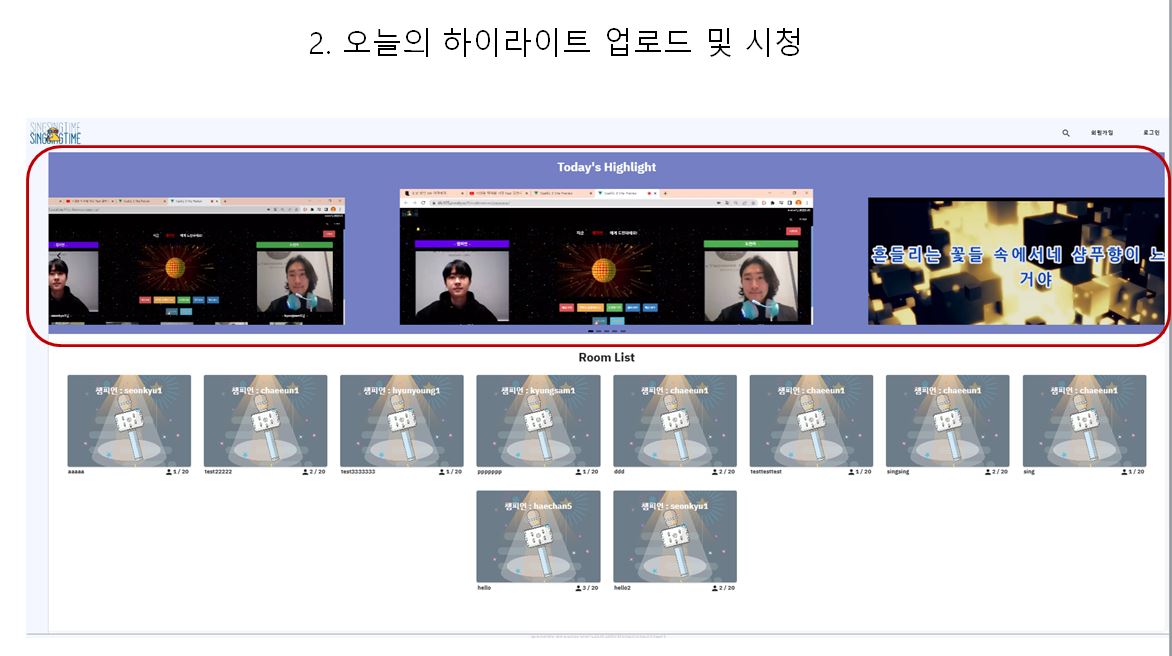 2. 오늘의 하이라이트 업로드 및 시청
SINGSINGTIME
SINGSINGTIME
회원가입 로그인
Today's Highlight
흔들리는 꽃들 속에서네 샴푸향이 느
거야
Room List
챔피언 : seonkyu1 챔피언 : chaeeun1 챔피언 : hyunyoung1 챔피언 : kyungsam1 챔피언 : chaeeun1 챔피언 : chaeeun1 챔피언 : chaeeun1 챔피언 : chaeeun1
aaaaa 1 / 20 test22222 2 / 20 test3333333 1 / 20 ppppppp 1 / 20 ddd 2 / 20 testtesttest 1 / 20 singsing 2 / 20 sing 1 / 20
챔피언 : haechan5 챔피언 : seonkyu1
hello 3 / 20 hello2 2 / 20